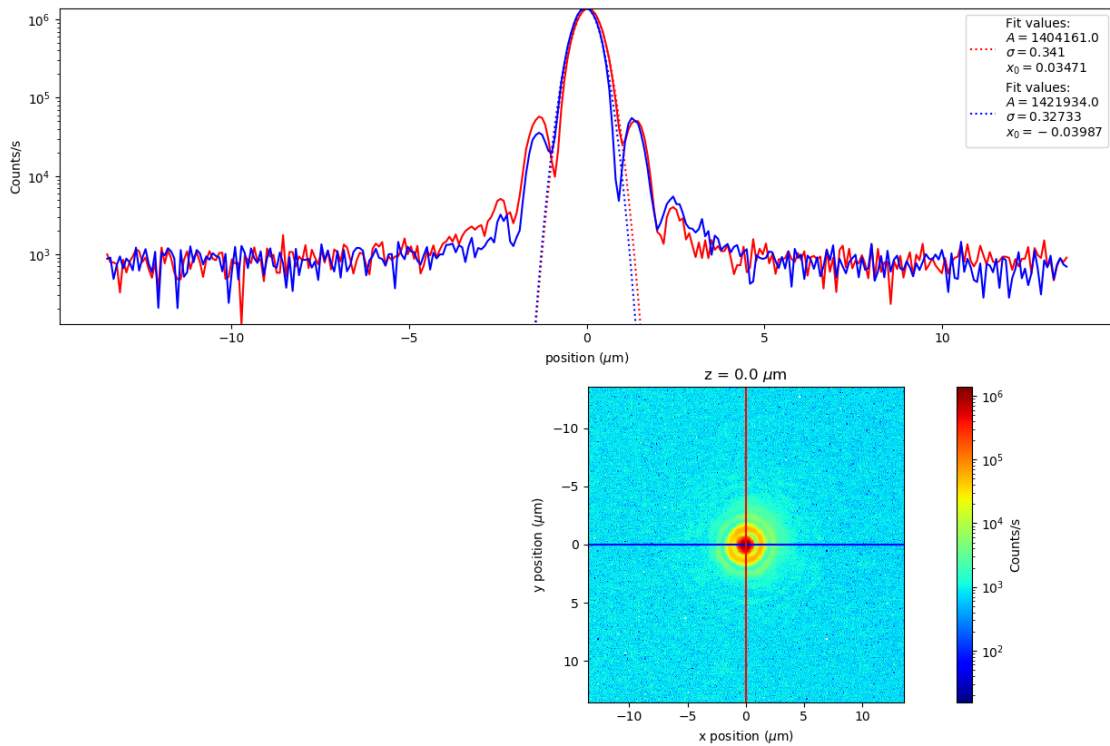 Counts/s
10^6
10^5
10^4
10^3
−10
−5
0
5
10
position (μm)
Fit values:
A = 1404161.0
σ = 0.341
x_0 = 0.03471
Fit values:
A = 1421934.0
σ = 0.32733
x_0 = −0.03987
z = 0.0 μm
y position (μm)
−10
−5
0
5
10
−10
−5
0
5
10
x position (μm)
10^6
10^5
10^4
10^3
10^2
Counts/s